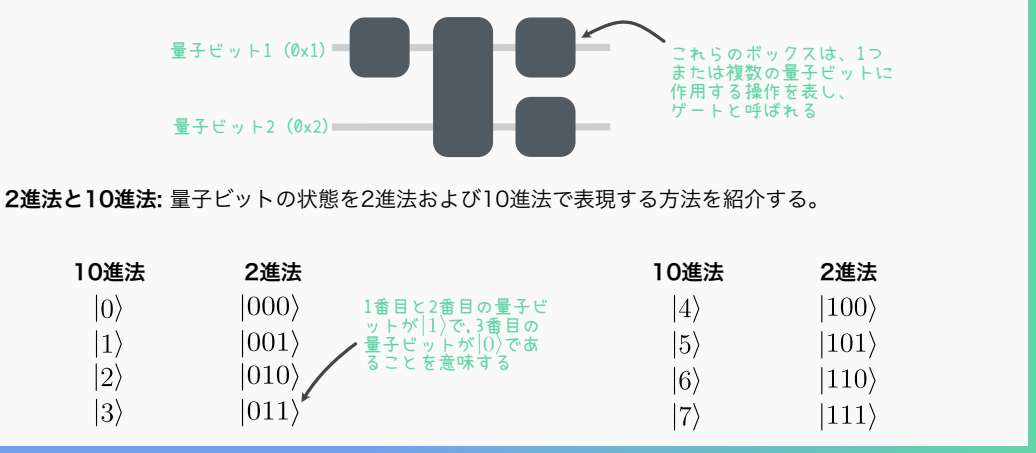 量子ビット1 (0x1)
これらのボックスは、1つ
または複数の量子ビットに
作用する操作を表し、
ゲートと呼ばれる
量子ビット2 (0x2)
2進法と10進法: 量子ビットの状態を2進法および10進法で表現する方法を紹介する。
10進法 2進法
|0⟩ |000⟩
|1⟩ |001⟩
|2⟩ |010⟩
|3⟩ |011⟩
1番目と2番目の量子ビ
ットが|1⟩で, 3番目の
量子ビットが|0⟩であ
ることを意味する
10進法 2進法
|4⟩ |100⟩
|5⟩ |101⟩
|6⟩ |110⟩
|7⟩ |111⟩